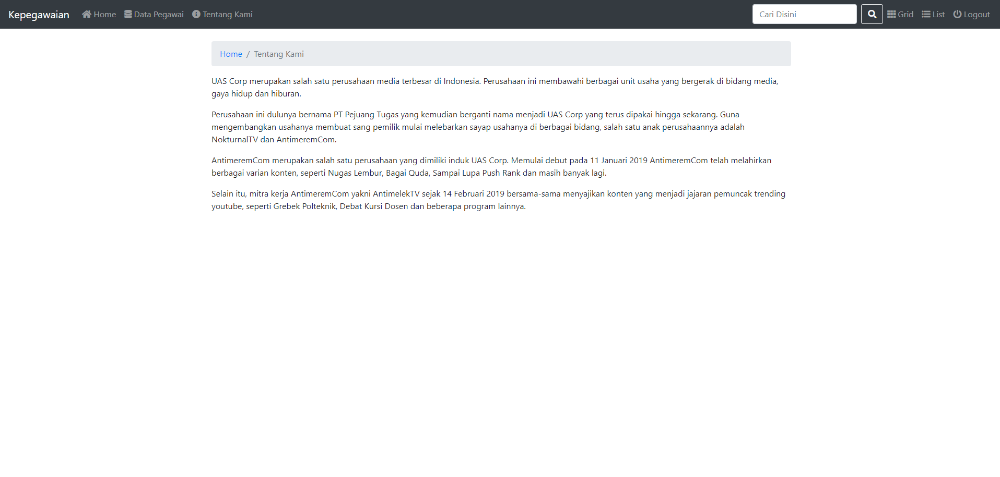 Kepegawaian Home Data Pegawai Tentang Kami Cari Disini Grid List Logout
Home / Tentang Kami
UAS Corp merupakan salah satu perusahaan media terbesar di Indonesia. Perusahaan ini membawahi berbagai unit usaha yang bergerak di bidang media,
gaya hidup dan hiburan.
Perusahaan ini dulunya bernama PT Pejuang Tugas yang kemudian berganti nama menjadi UAS Corp yang terus dipakai hingga sekarang. Guna
mengembangkan usahanya membuat sang pemilik mulai melebarkan sayap usahanya di berbagai bidang, salah satu anak perusahaannya adalah
NokturnalTV dan AntimeremCom.
AntimeremCom merupakan salah satu perusahaan yang dimiliki induk UAS Corp. Memulai debut pada 11 Januari 2019 AntimeremCom telah melahirkan
berbagai varian konten, seperti Nugas Lembur, Bagai Quda, Sampai Lupa Push Rank dan masih banyak lagi.
Selain itu, mitra kerja AntimeremCom yakni AntimelekTV sejak 14 Februari 2019 bersama-sama menyajikan konten yang menjadi jajaran pemuncak trending
youtube, seperti Grebek Polteknik, Debat Kursi Dosen dan beberapa program lainnya.